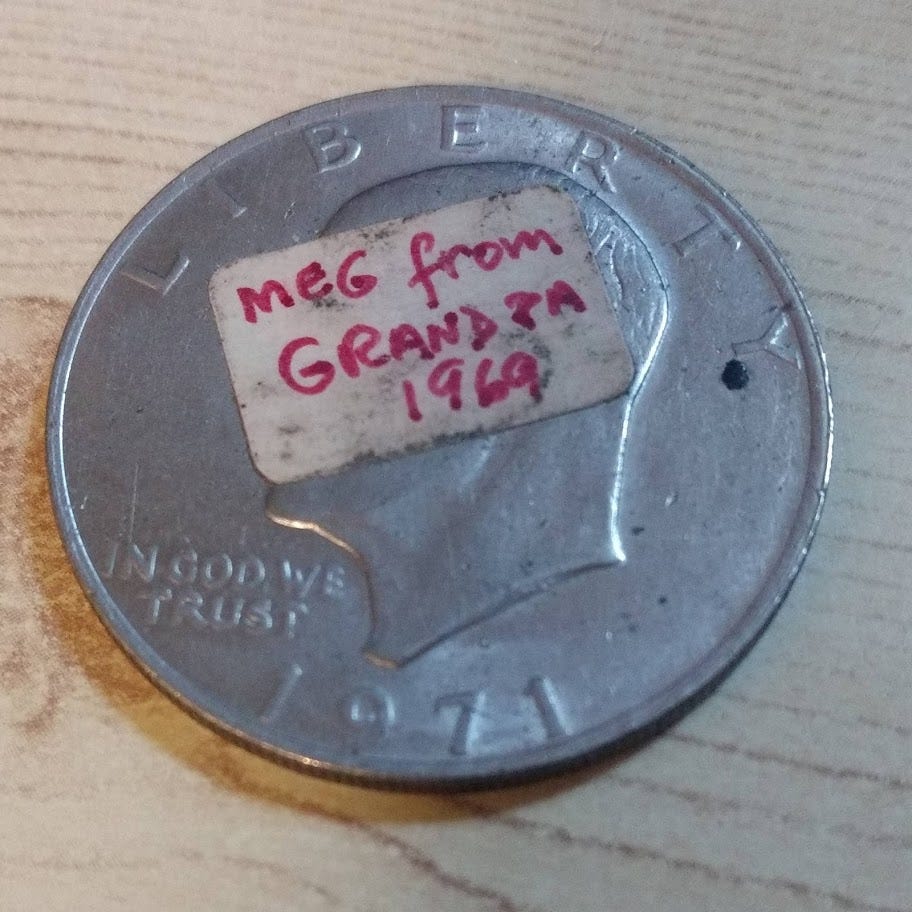 LIBERTY
MEG from
GRANDPA
1969
IN GOD WE
TRUST
1971